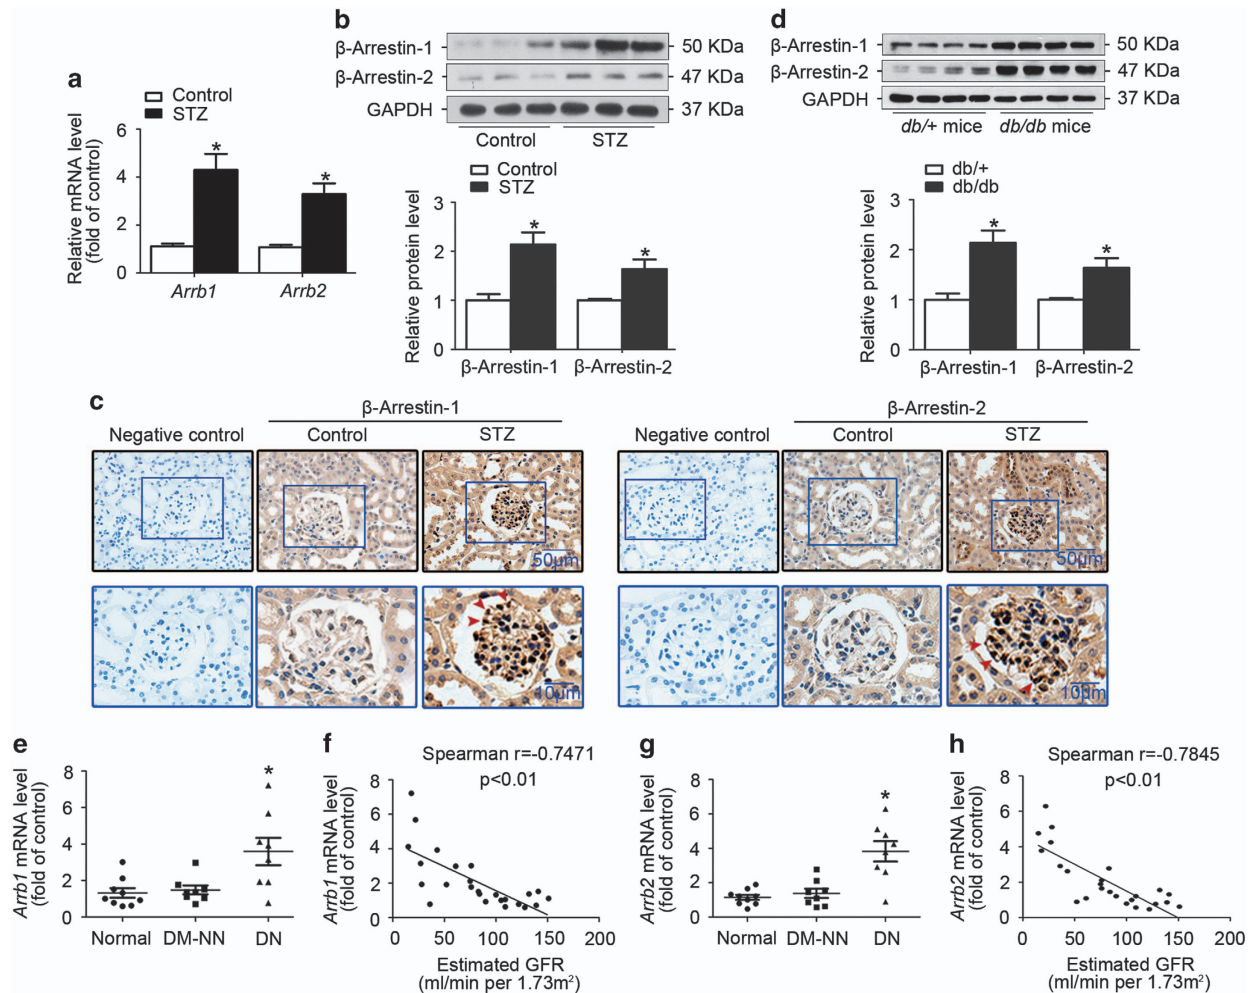 a
Control
STZ
Relative mRNA level
(fold of control)
6
4
2
0
*
*
Arrb1
Arrb2
b
β-Arrestin-1
50 KDa
β-Arrestin-2
47 KDa
GAPDH
37 KDa
Control
STZ
Control
STZ
Relative protein level
3
2
1
0
*
*
β-Arrestin-1
β-Arrestin-2
d
β-Arrestin-1
50 KDa
β-Arrestin-2
47 KDa
GAPDH
37 KDa
db/+ mice
db/db mice
db/+
db/db
Relative protein level
3
2
1
0
*
*
β-Arrestin-1
β-Arrestin-2
c
β-Arrestin-1
Negative control
Control
STZ
50μm
10μm
β-Arrestin-2
Negative control
Control
STZ
50μm
10μm
e
Arrb1 mRNA level
(fold of control)
8
6
4
2
0
*
Normal
DM-NN
DN
f
Spearman r=-0.7471
p<0.01
Arrb1 mRNA level
(fold of control)
8
6
4
2
0
0
50
100
150
200
Estimated GFR
(ml/min per 1.73m²)
g
Arrb2 mRNA level
(fold of control)
8
6
4
2
0
*
Normal
DM-NN
DN
h
Spearman r=-0.7845
p<0.01
Arrb2 mRNA level
(fold of control)
8
6
4
2
0
0
50
100
150
200
Estimated GFR
(ml/min per 1.73m²)